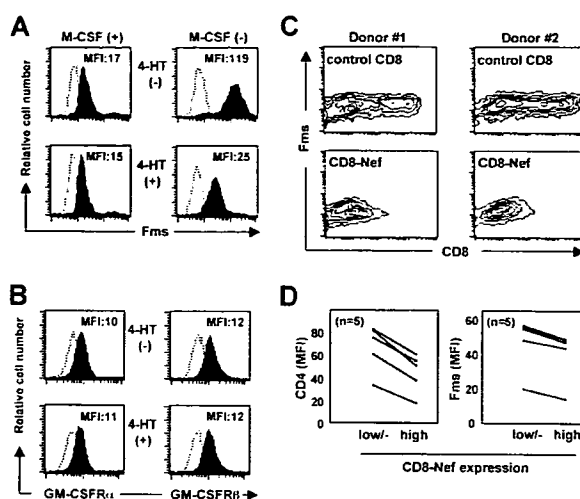 A
M-CSF (+)
M-CSF (-)
Relative cell number
MFI:17
4-HT
(-)
MFI:119
MFI:15
4-HT
(+)
MFI:25
Fms
B
Relative cell number
MFI:10
4-HT
(-)
MFI:12
MFI:11
4-HT
(+)
MFI:12
GM-CSFRα
GM-CSFRβ
C
Donor #1
Donor #2
control CD8
control CD8
Fms
CD8-Nef
CD8-Nef
CD8
D
(n=5)
CD4 (MFI)
80
60
40
20
0
low/-
high
(n=5)
Fms (MFI)
60
40
20
0
low/-
high
CD8-Nef expression